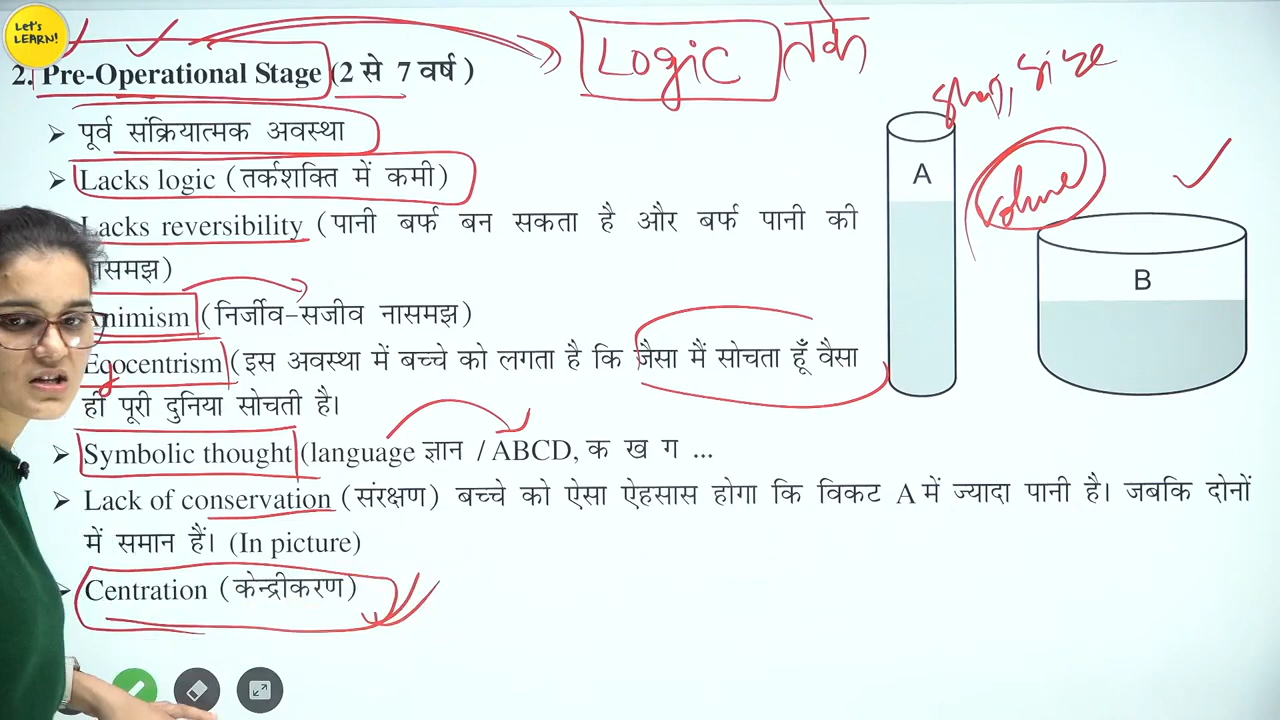 Let's
LEARN!
Logic तर्क
2. Pre-Operational Stage (2 से 7 वर्ष )
size
पूर्व संक्रियात्मक अवस्था
A
Lacks logic (तर्कशक्ति में कमी)
volume
Lacks reversibility (पानी बर्फ बन सकता है और बर्फ पानी की
नासमझ)
B
Animism (निर्जीव-सजीव नासमझ)
Egocentrism (इस अवस्था में बच्चे को लगता है कि जैसा मैं सोचता हूँ वैसा
ही पूरी दुनिया सोचती है।
Symbolic thought (language ज्ञान / ABCD, क ख ग ...
Lack of conservation (संरक्षण) बच्चे को ऐसा ऐहसास होगा कि विकट A में ज्यादा पानी है। जबकि दोनों
में समान हैं। (In picture)
Centration (केन्द्रीकरण)